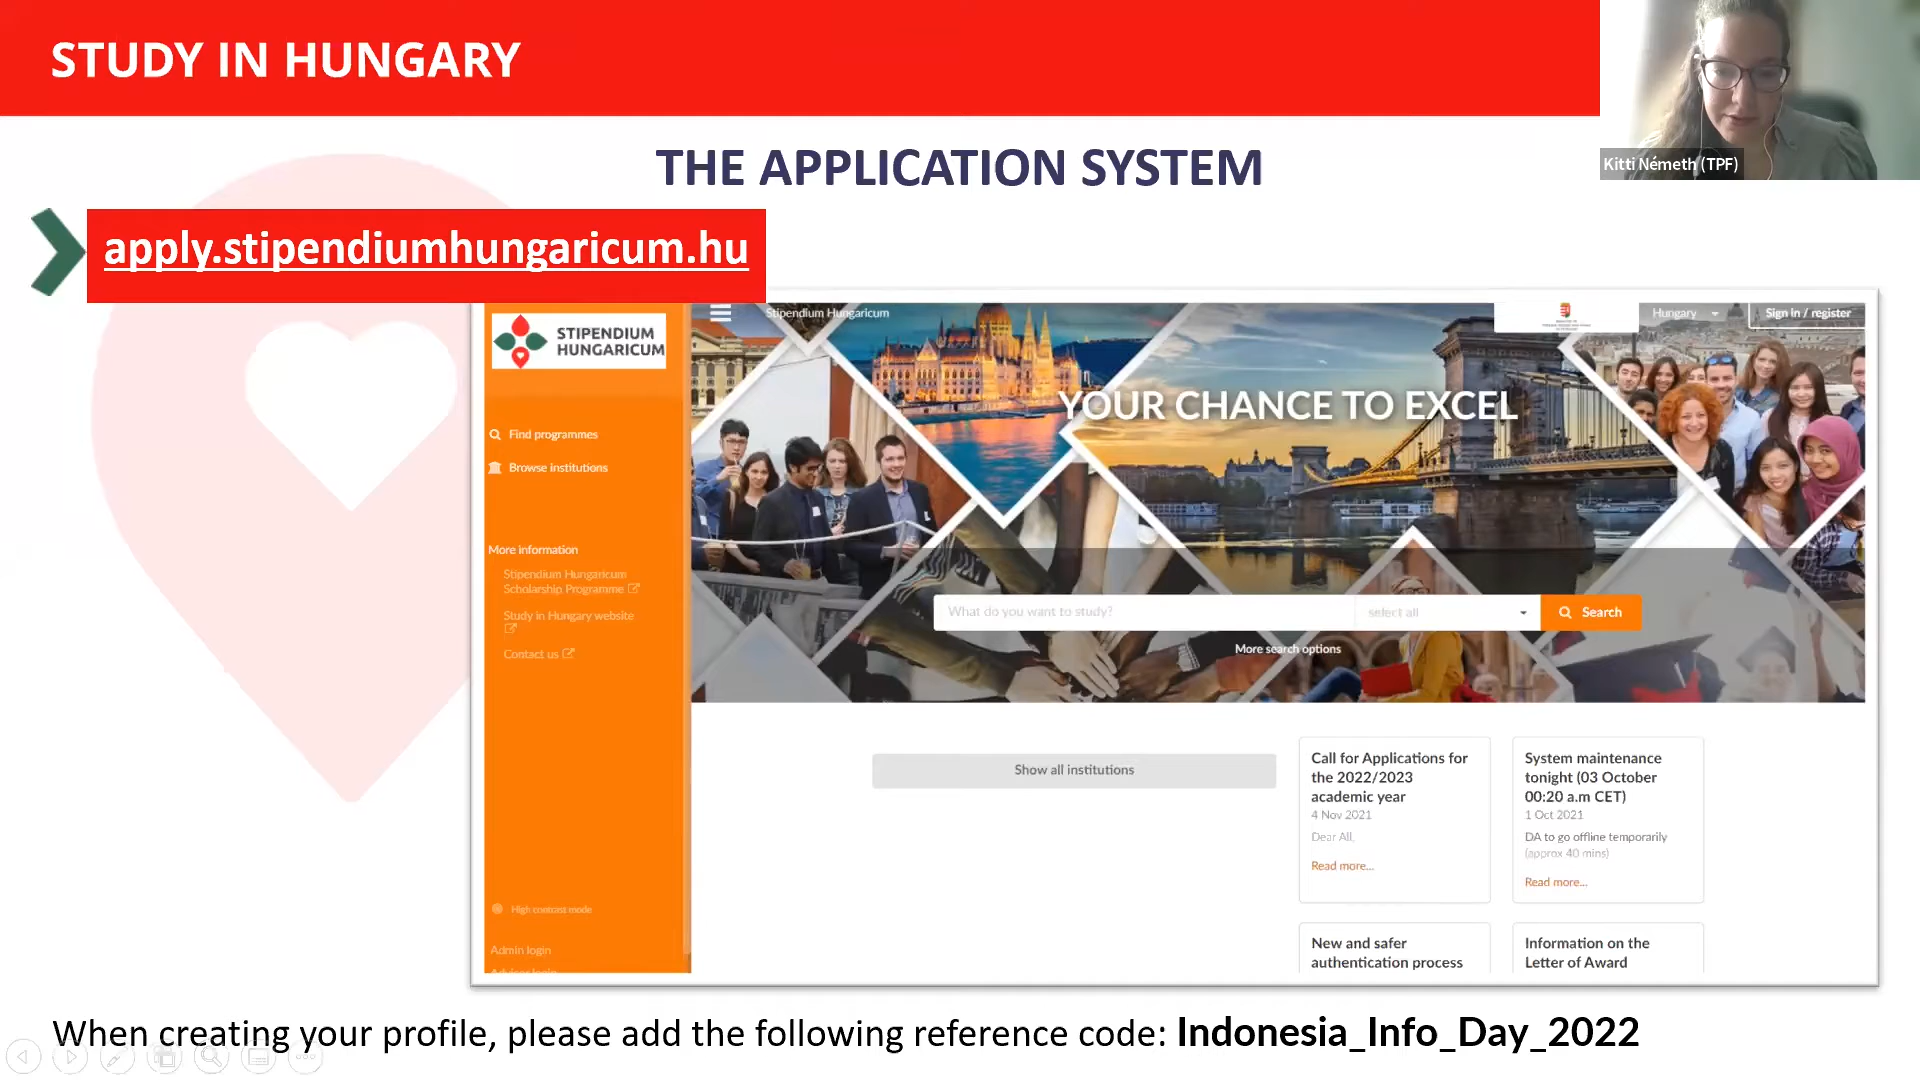 STUDY IN HUNGARY
Kitti Németh (TPF)
THE APPLICATION SYSTEM
apply.stipendiumhungaricum.hu
STIPENDIUM
HUNGARICUM
Stipendium Hungaricum
Hungary
Sign in / register
YOUR CHANCE TO EXCEL
Find programmes
Browse institutions
More information
Stipendium Hungaricum
Scholarship Programme
Study in Hungary website
Contact us
What do you want to study?
select all
Search
More search options
Show all institutions
Call for Applications for
the 2022/2023
academic year
4 Nov 2021
Dear All,
Read more...
System maintenance
tonight (03 October
00:20 a.m CET)
1 Oct 2021
DA to go offline temporarily
(approx 40 mins)
Read more...
New and safer
authentication process
Information on the
Letter of Award
High contrast mode
Admin login
When creating your profile, please add the following reference code: Indonesia_Info_Day_2022